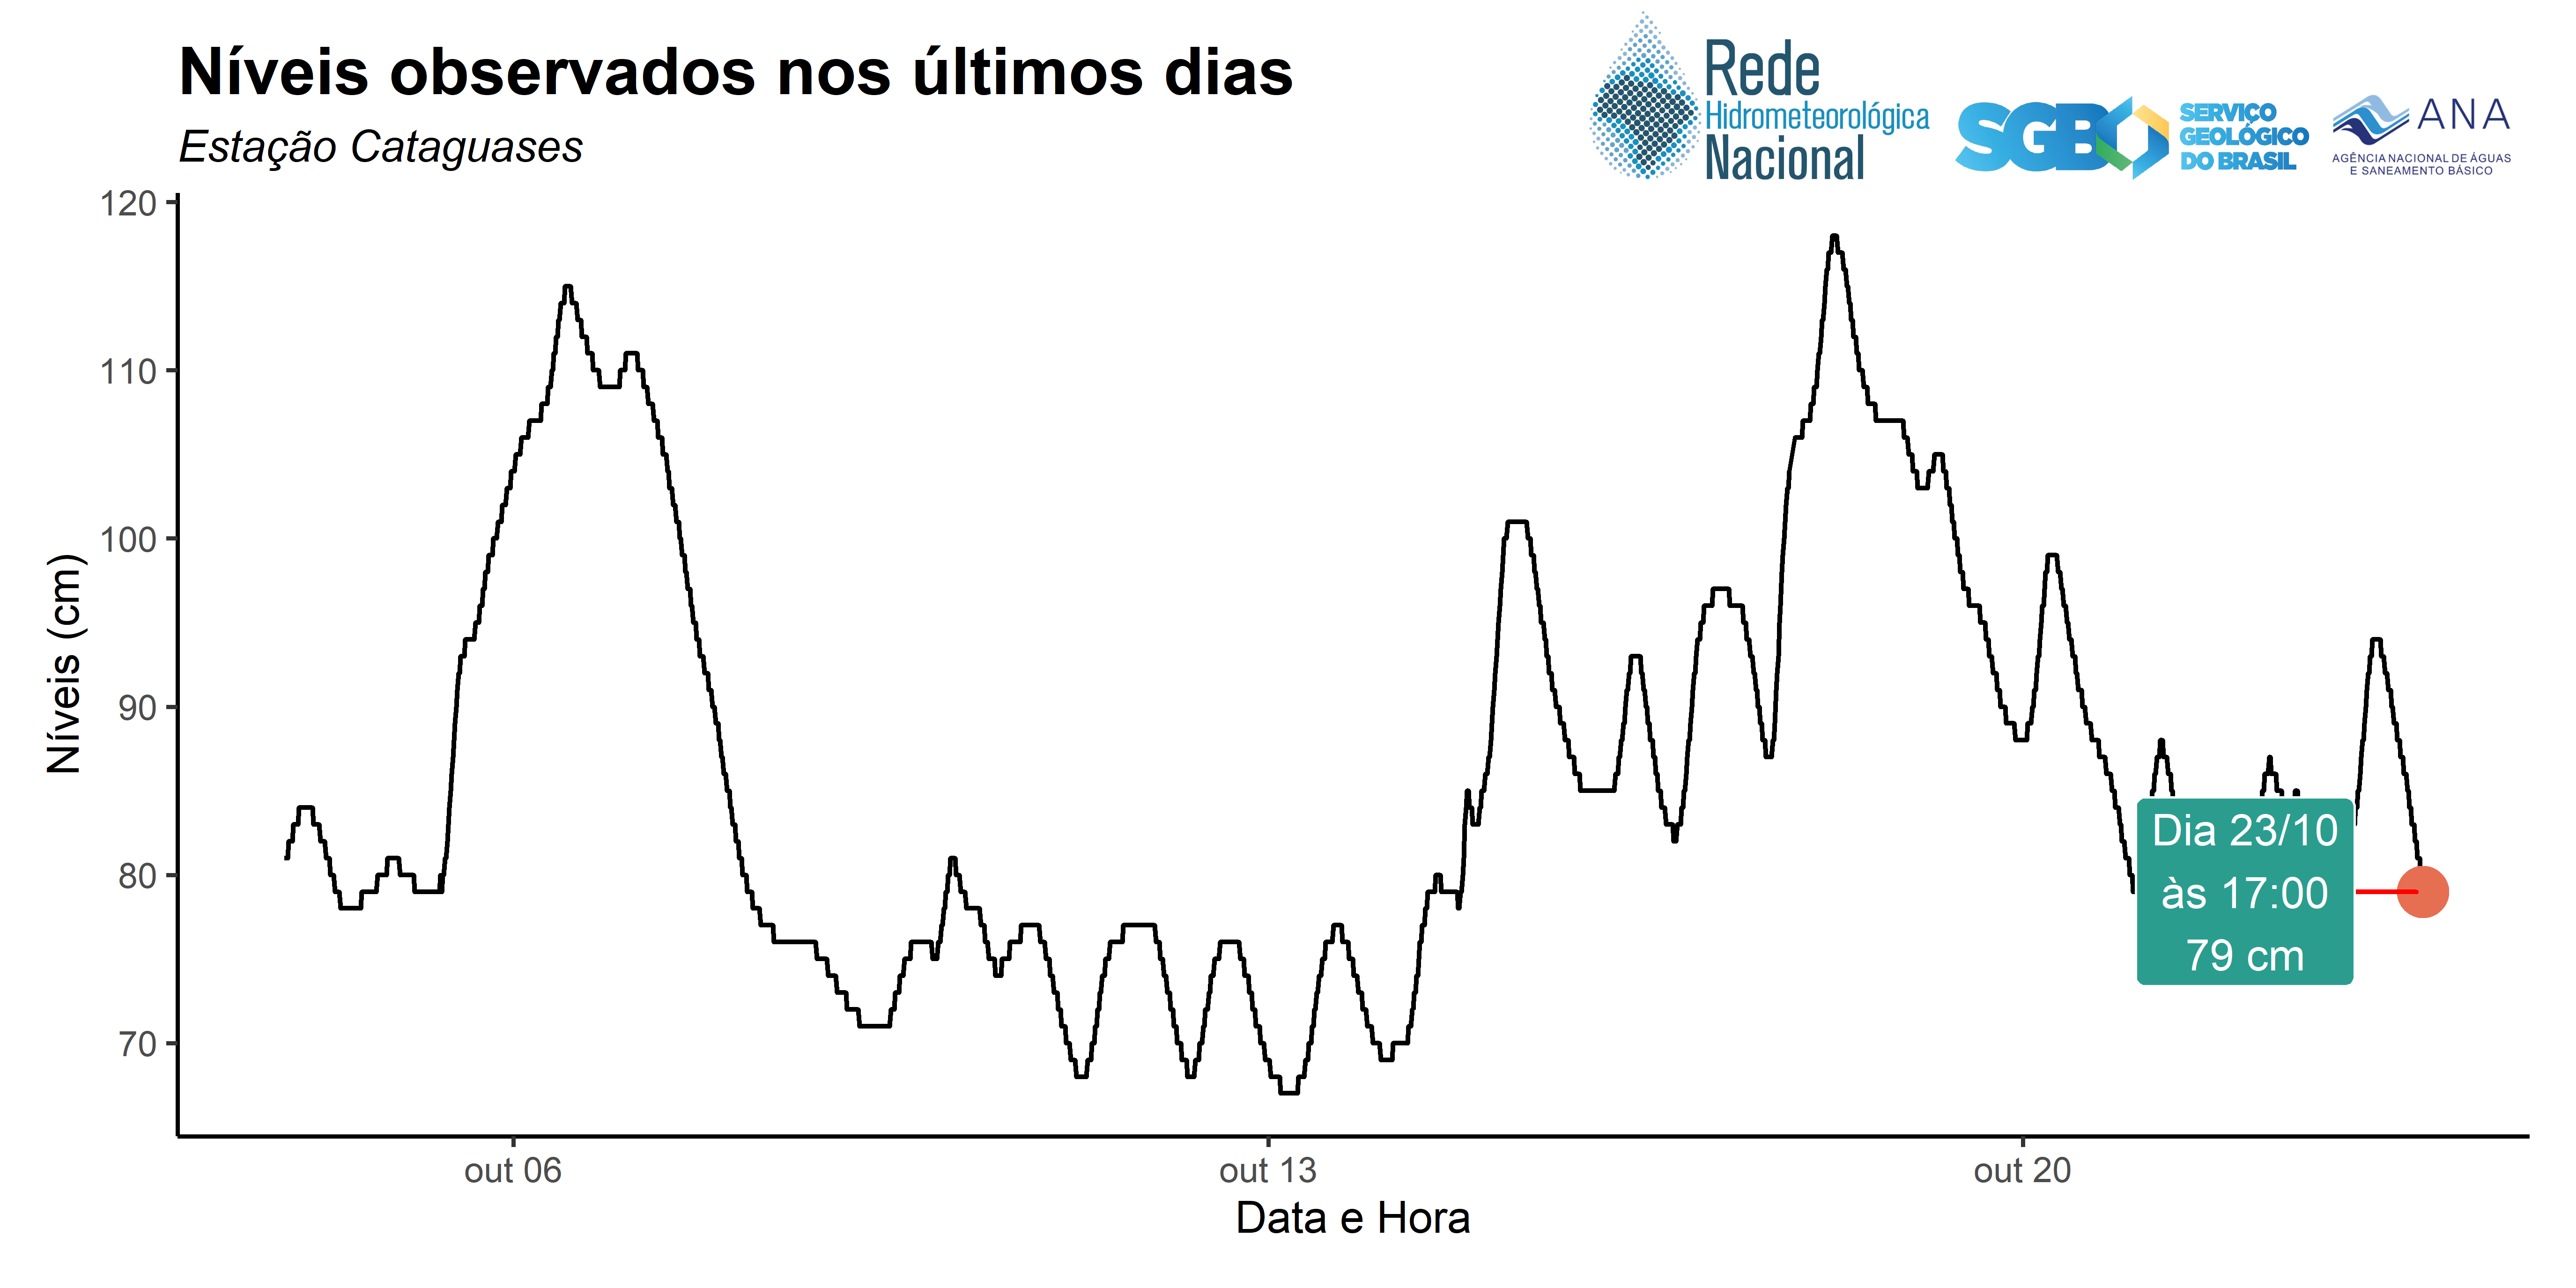 Níveis observados nos últimos dias
Estação Cataguases
Rede
Hidrometeorológica
Nacional
SGB
SERVIÇO
GEOLÓGICO
DO BRASIL
ANA
AGÊNCIA NACIONAL DE ÁGUAS
E SANEAMENTO BÁSICO
Níveis (cm)
120
110
100
90
80
70
Dia 23/10
às 17:00
79 cm
out 06
out 13
out 20
Data e Hora